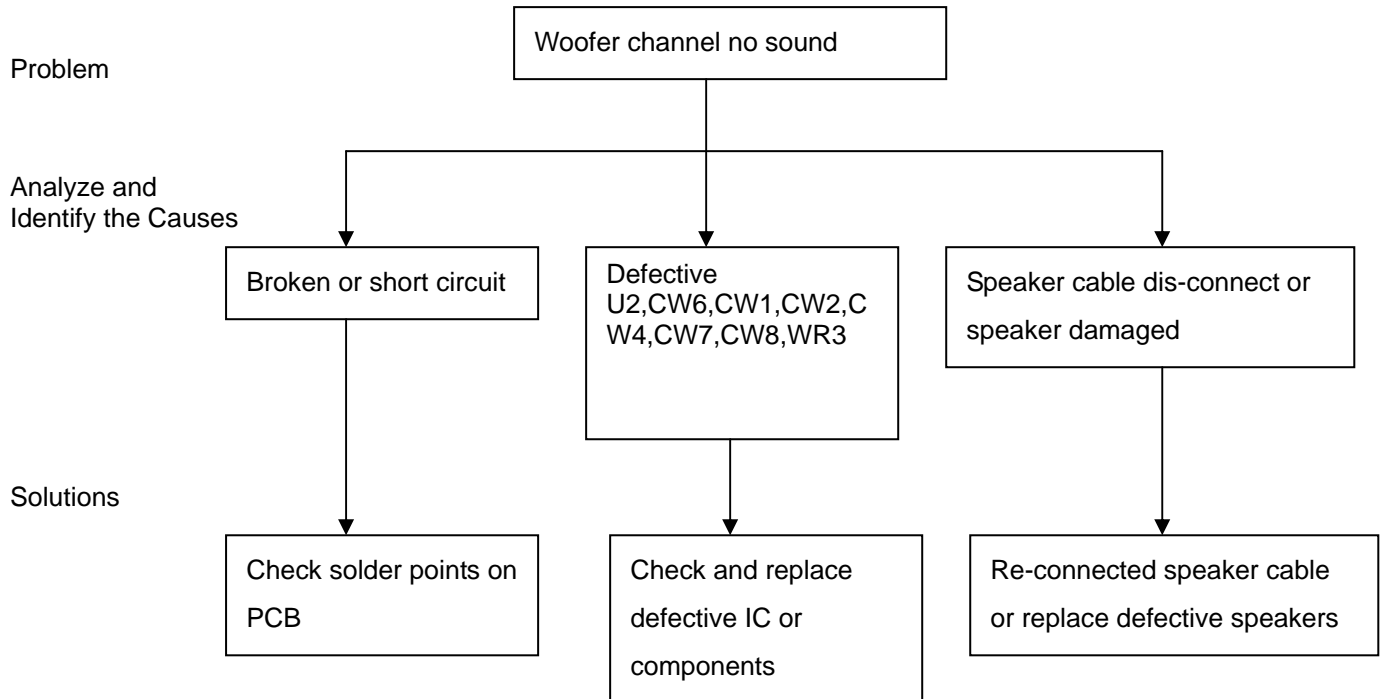 Woofer channel no sound
Problem
Analyze and
Identify the Causes
Broken or short circuit
Defective
U2,CW6,CW1,CW2,C
W4,CW7,CW8,WR3
Speaker cable dis-connect or
speaker damaged
Solutions
Check solder points on
PCB
Check and replace
defective IC or
components
Re-connected speaker cable
or replace defective speakers